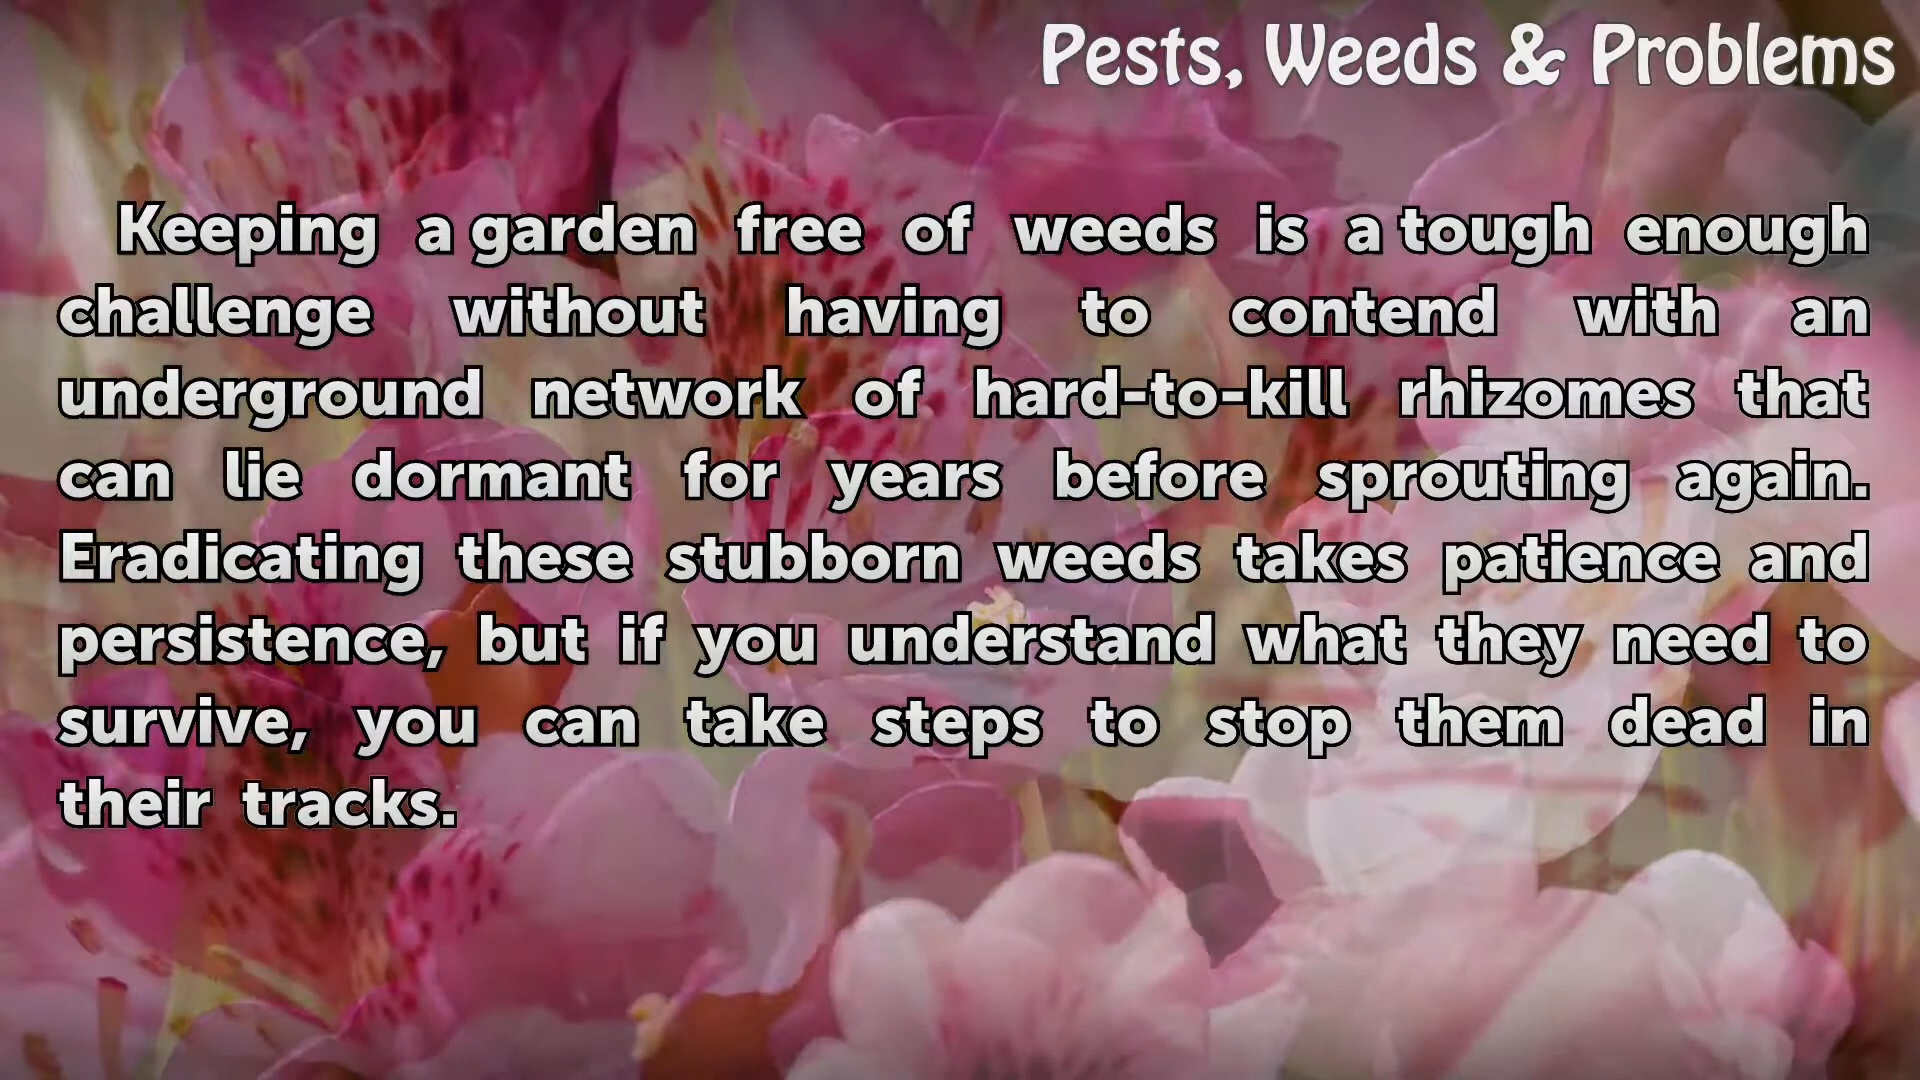 Pests, Weeds & Problems
Keeping a garden free of weeds is a tough enough
challenge without having to contend with an
underground network of hard-to-kill rhizomes that
can lie dormant for years before sprouting again.
Eradicating these stubborn weeds takes patience and
persistence, but if you understand what they need to
survive, you can take steps to stop them dead in
their tracks.